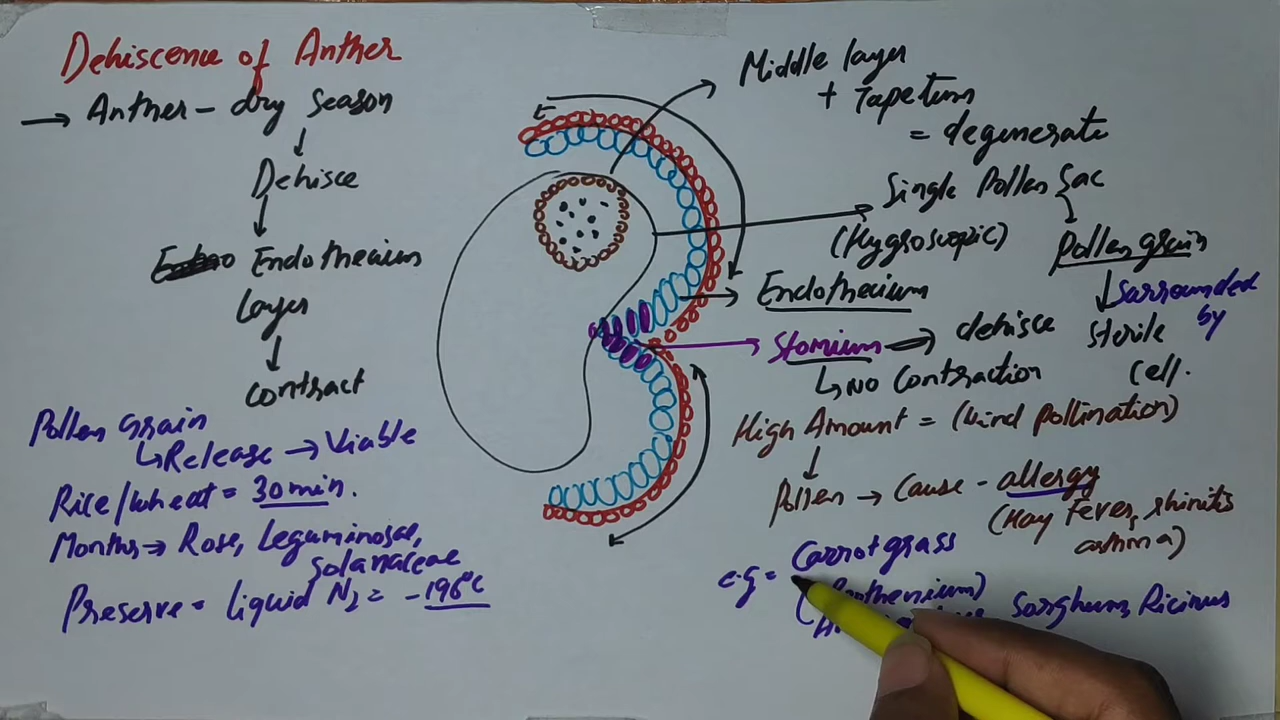 Dehiscence of Anther
→ Anther - dry season
↓
Dehisce
↓
Endothecium
layer
↓
contract
Pollen grain
↳ Release → Viable
Rice/wheat = 30 min.
Months → Rose, Leguminosae,
solanaceae
Preserve = liquid N₂ = -196°C
Middle layer
+ Tapetum
= degenerate
Single Pollen Sac
(Hygroscopic)
Pollen grain
↓ Sarrounded
by
Sterile
Cell.
Endothecium
Stomium → dehisce
↳ No Contraction
High Amount = (wind pollination)
↓
Pollen → Cause - allergy
(Hay Fever, rhinitis
asthma)
e.g = Carrot grass
Sorghum, Ricinus